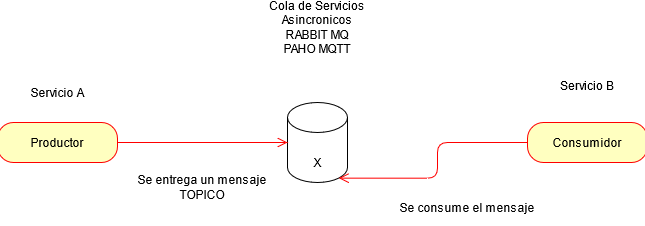 Cola de Servicios
Asincronicos
RABBIT MQ
PAHO MQTT
Servicio A
Servicio B
Productor
Consumidor
X
Se entrega un mensaje
TOPICO
Se consume el mensaje